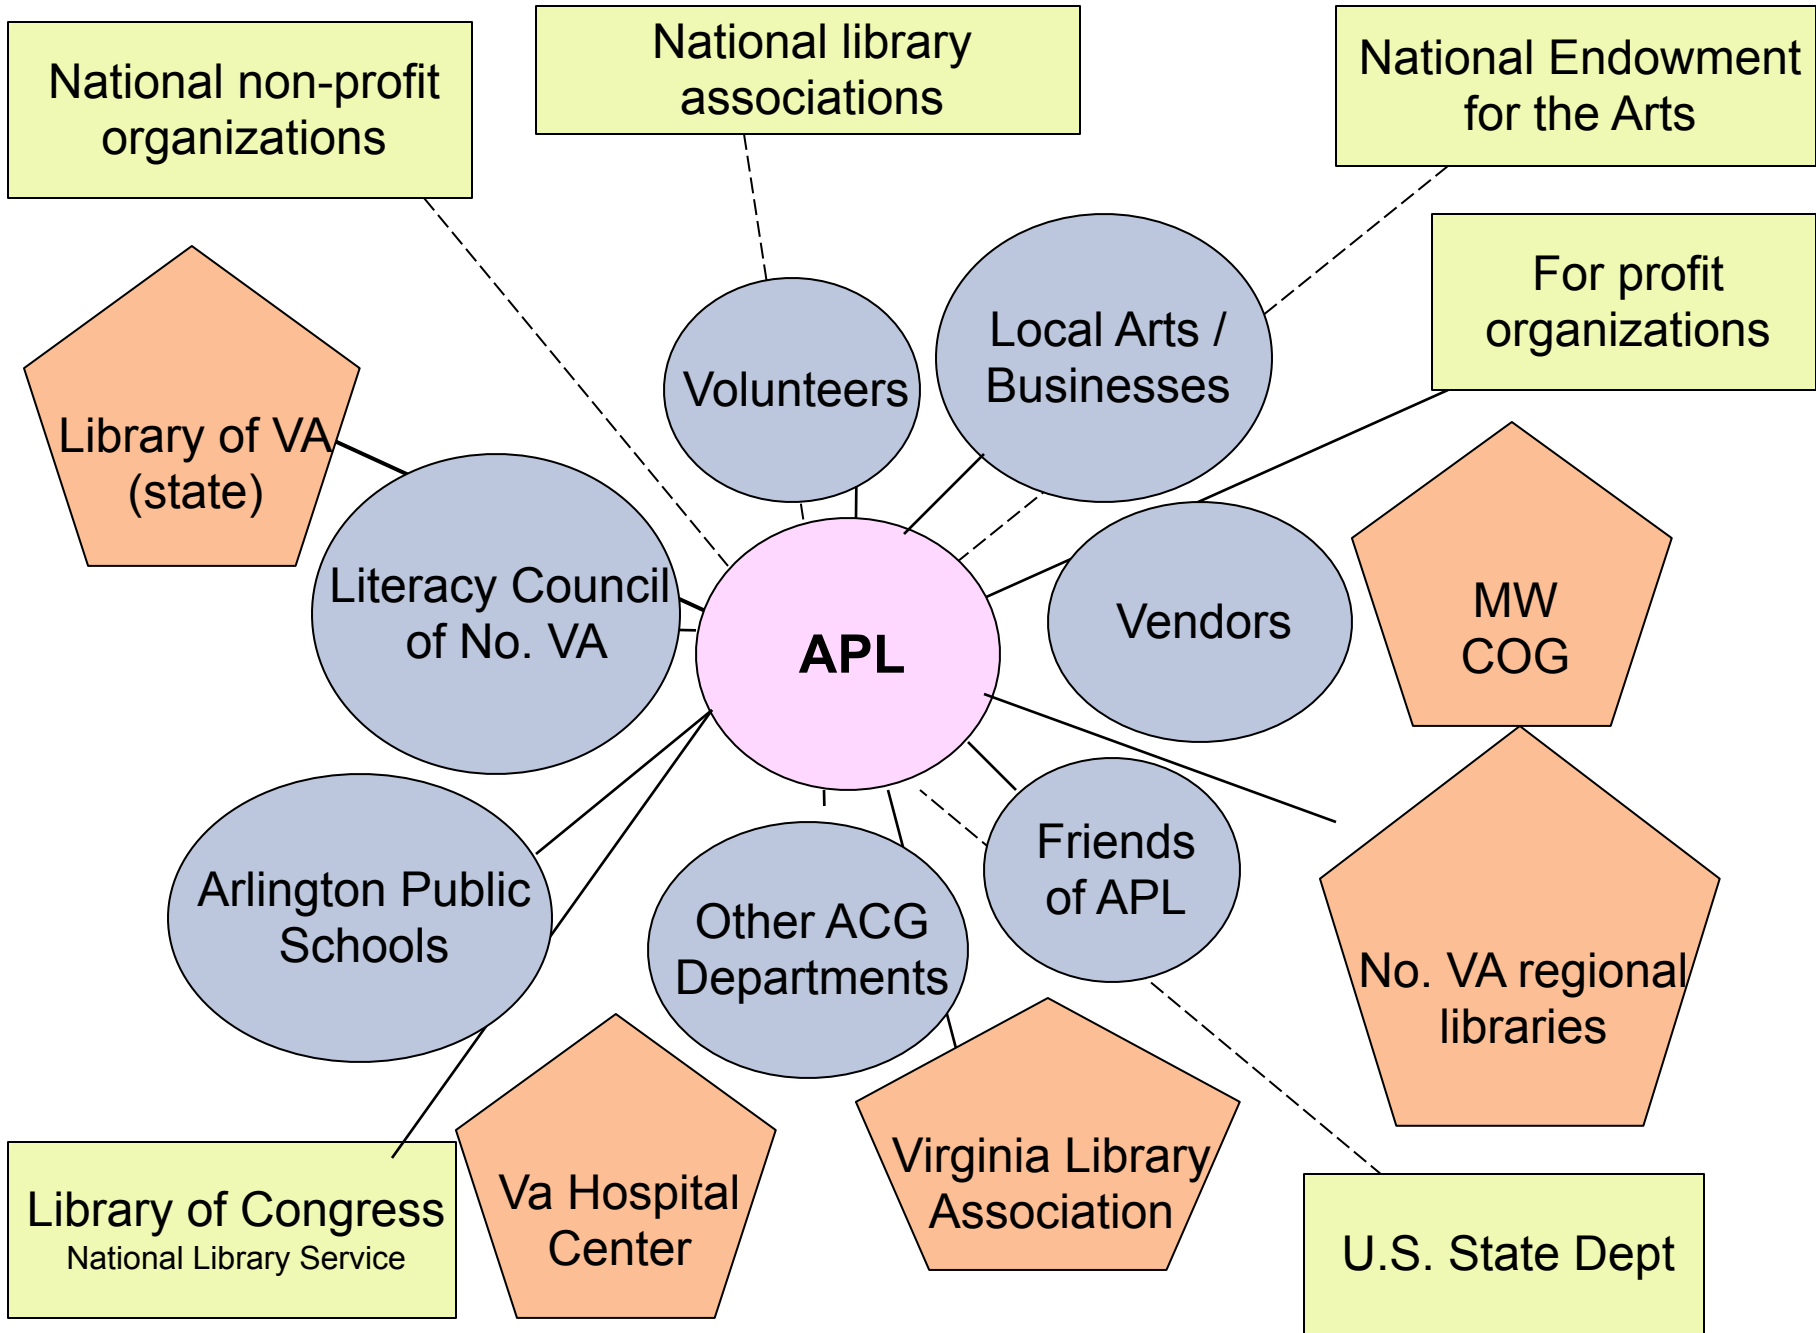 National non-profit
organizations
National library
associations
National Endowment
for the Arts
For profit
organizations
Library of VA
(state)
Volunteers
Local Arts /
Businesses
Literacy Council
of No. VA
APL
Vendors
MW
COG
Arlington Public
Schools
Other ACG
Departments
Friends
of APL
No. VA regional
libraries
Library of Congress
National Library Service
Va Hospital
Center
Virginia Library
Association
U.S. State Dept